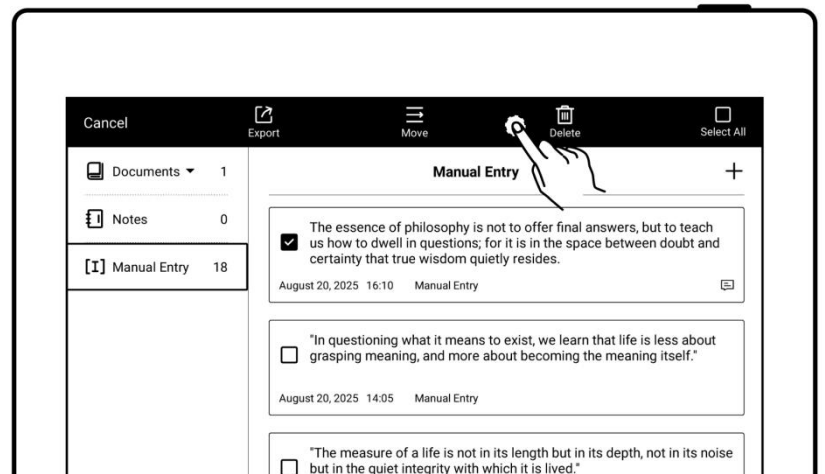 Cancel
Export
Move
Delete
Select All
Documents 1
Notes 0
Manual Entry 18
Manual Entry
The essence of philosophy is not to offer final answers, but to teach
us how to dwell in questions; for it is in the space between doubt and
certainty that true wisdom quietly resides.
August 20, 2025 16:10 Manual Entry
"In questioning what it means to exist, we learn that life is less about
grasping meaning, and more about becoming the meaning itself."
August 20, 2025 14:05 Manual Entry
"The measure of a life is not in its length but in its depth, not in its noise
but in the quiet integrity with which it is lived."